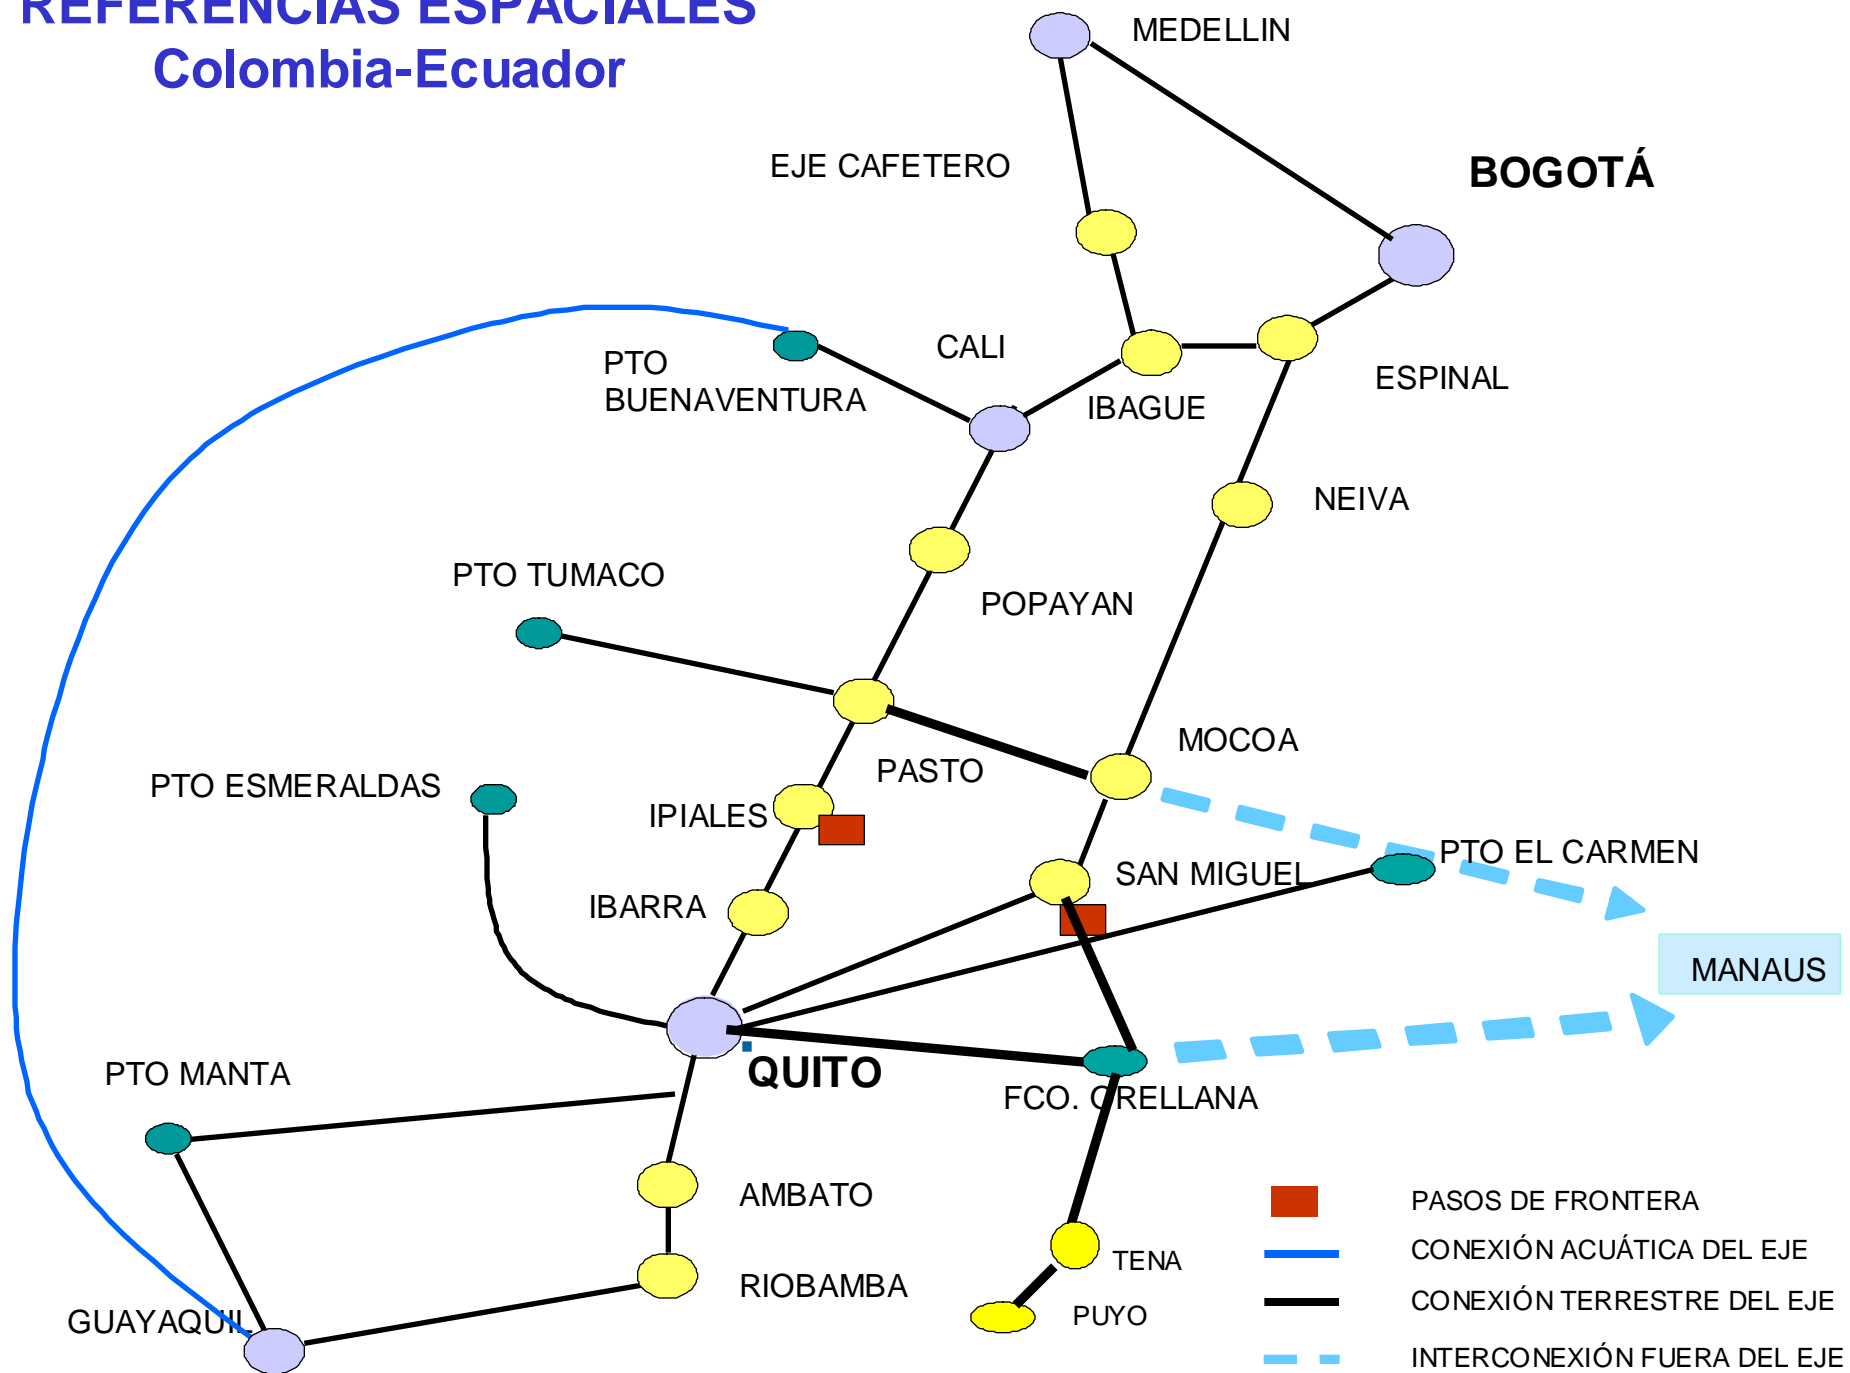 REFERENCIAS ESPACIALES
Colombia-Ecuador
MEDELLIN
EJE CAFETERO
BOGOTÁ
CALI
PTO
BUENAVENTURA
IBAGUE
ESPINAL
NEIVA
PTO TUMACO
POPAYAN
MOCOA
PASTO
PTO ESMERALDAS
IPIALES
PTO EL CARMEN
SAN MIGUEL
IBARRA
MANAUS
PTO MANTA
QUITO
FCO. ORELLANA
AMBATO
PASOS DE FRONTERA
CONEXIÓN ACUÁTICA DEL EJE
TENA
RIOBAMBA
CONEXIÓN TERRESTRE DEL EJE
PUYO
GUAYAQUIL
INTERCONEXIÓN FUERA DEL EJE